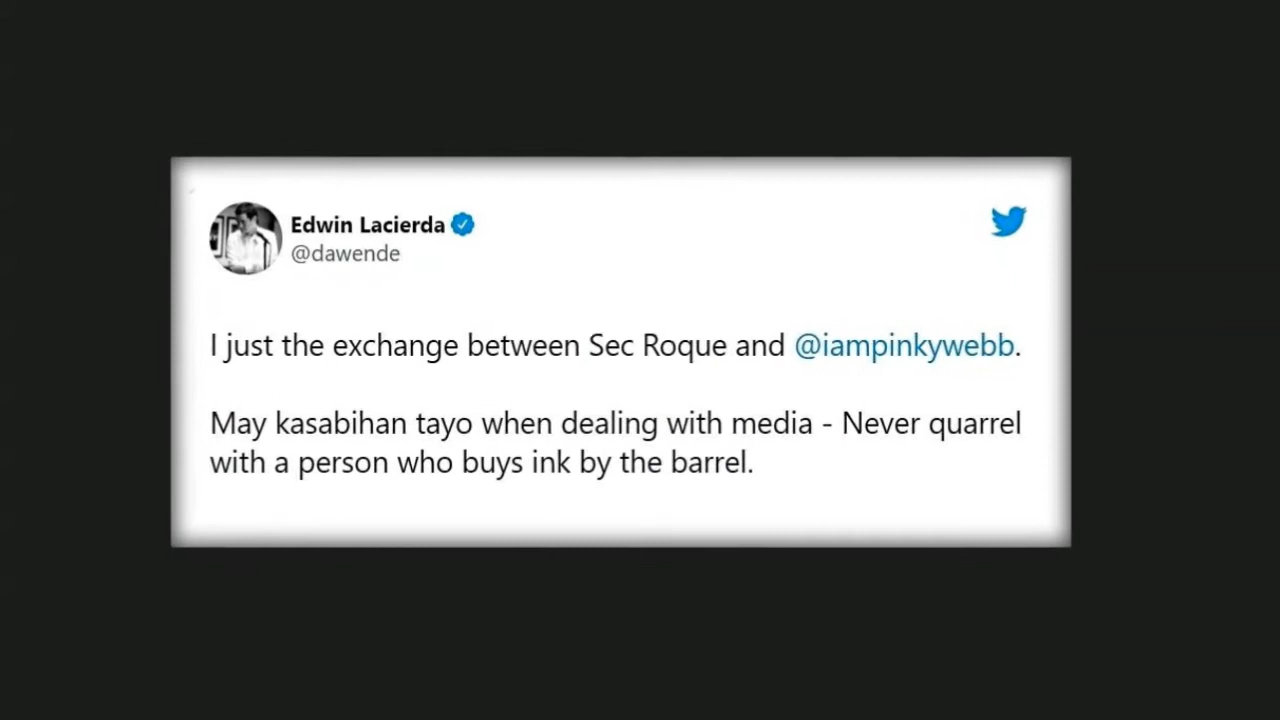 Edwin Lacierda
@dawende
I just the exchange between Sec Roque and @iampinkywebb.
May kasabihan tayo when dealing with media - Never quarrel
with a person who buys ink by the barrel.